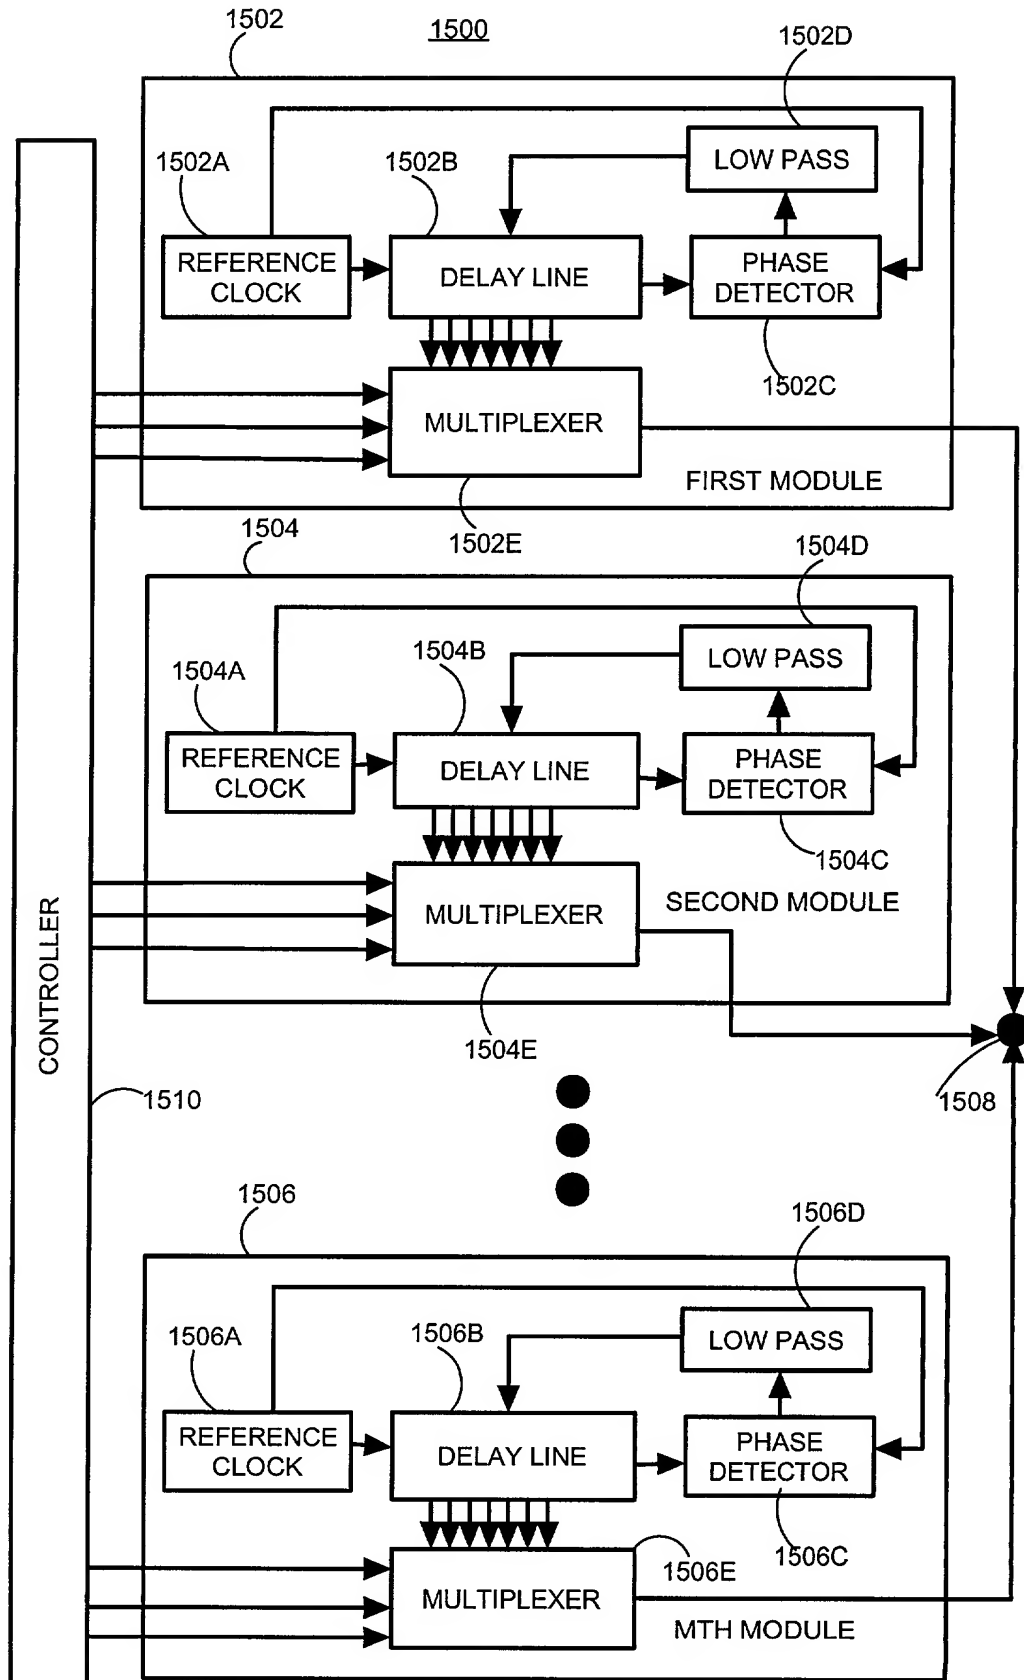 1502
1500
1502D
LOW PASS
1502A
1502B
REFERENCE
CLOCK
DELAY LINE
PHASE
DETECTOR
1502C
MULTIPLEXER
FIRST MODULE
1502E
1504
1504D
LOW PASS
1504A
1504B
REFERENCE
CLOCK
DELAY LINE
PHASE
DETECTOR
1504C
MULTIPLEXER
SECOND MODULE
1504E
CONTROLLER
1510
1508
1506
1506D
LOW PASS
1506A
1506B
REFERENCE
CLOCK
DELAY LINE
PHASE
DETECTOR
1506C
1506E
MULTIPLEXER
MTH MODULE